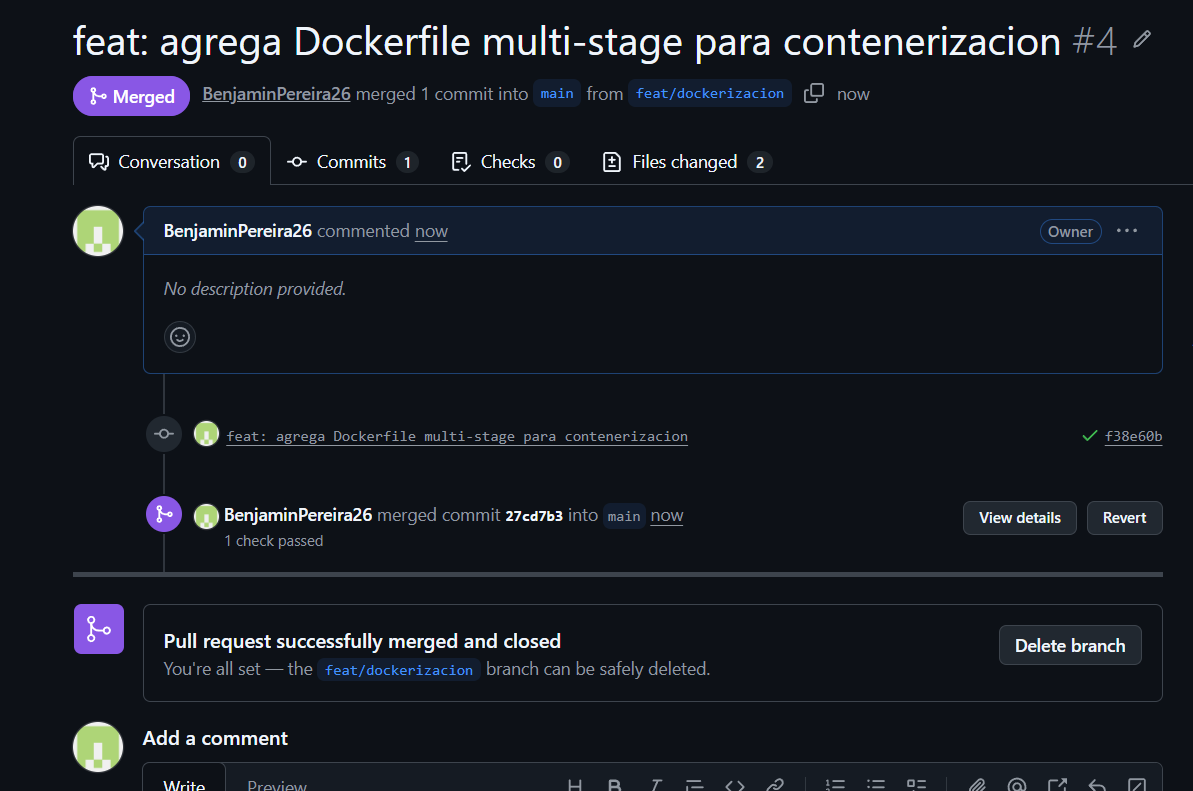 feat: agrega Dockerfile multi-stage para contenerizacion #4
Merged BenjaminPereira26 merged 1 commit into main from feat/dockerizacion now
Conversation 0 Commits 1 Checks 0 Files changed 2
BenjaminPereira26 commented now Owner
No description provided.
feat: agrega Dockerfile multi-stage para contenerizacion f38e60b
BenjaminPereira26 merged commit 27cd7b3 into main now View details Revert
1 check passed
Pull request successfully merged and closed
You're all set — the feat/dockerizacion branch can be safely deleted. Delete branch
Add a comment
Write Preview